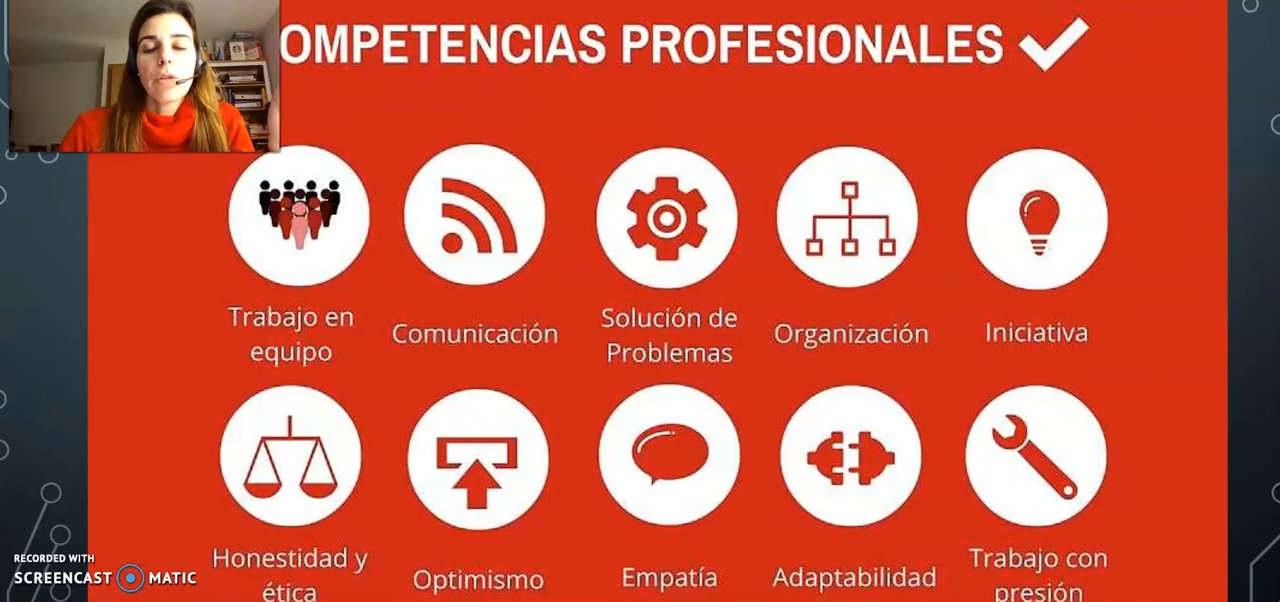 OMPETENCIAS PROFESIONALES
Trabajo en
equipo
Comunicación
Solución de
Problemas
Organización
Iniciativa
Honestidad y
ética
Optimismo
Empatía
Adaptabilidad
Trabajo con
presión
RECORDED WITH
SCREENCAST MATIC